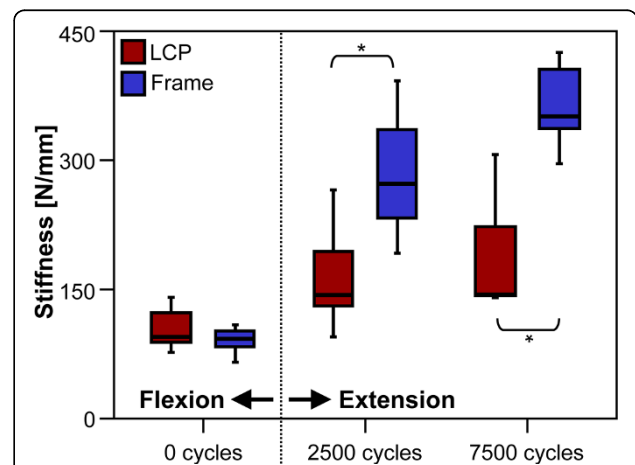 450
LCP
Frame
*
300
150
*
0
Stiffness [N/mm]
Flexion
Extension
0 cycles
2500 cycles
7500 cycles